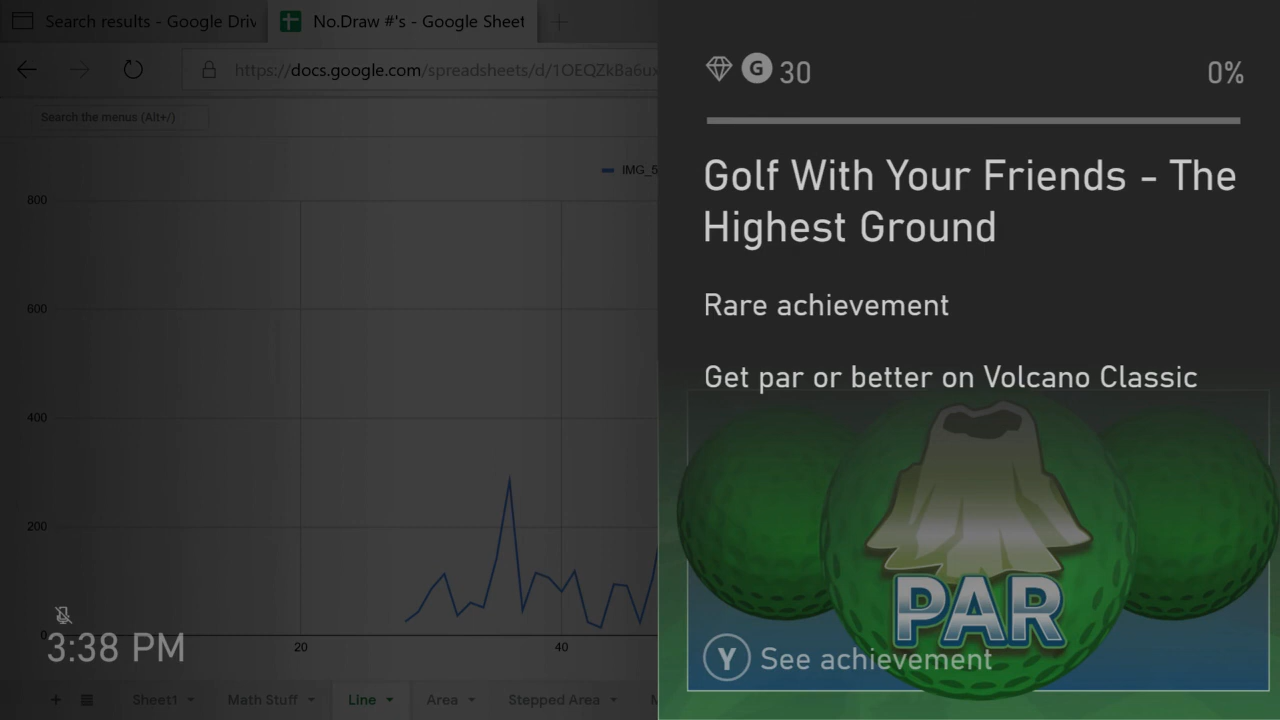 Search results - Google Driv
No.Draw #'s - Google Sheet
https://docs.google.com/spreadsheets/d/1OEQZkBa6ux
Search the menus (Alt+/)
IMG_5
800
600
400
200
0
20
40
3:38 PM
Sheet1
Math Stuff
Line
Area
Stepped Area
M
G 30
0%
Golf With Your Friends - The
Highest Ground
Rare achievement
Get par or better on Volcano Classic
PAR
Y See achievement